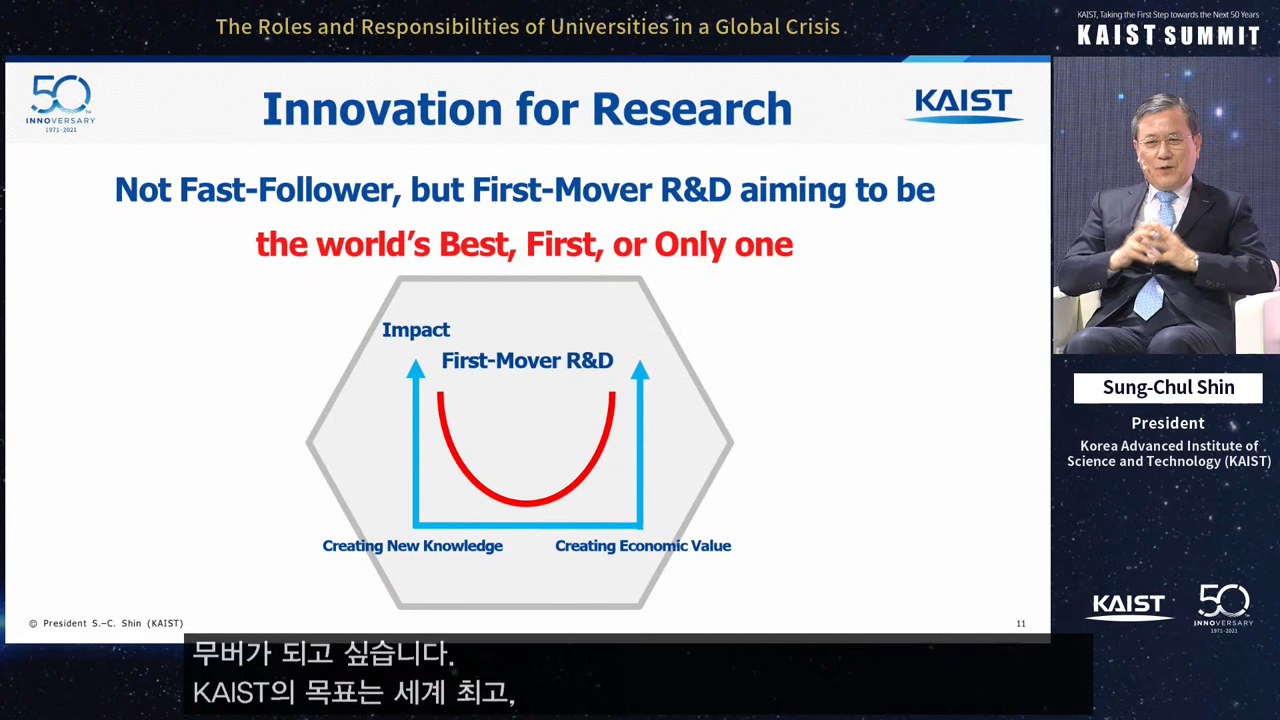 The Roles and Responsibilities of Universities in a Global Crisis
KAIST, Taking the First Step towards the Next 50 Years
KAIST SUMMIT
50
INNOVERSARY
1971-2021
Innovation for Research
KAIST
Not Fast-Follower, but First-Mover R&D aiming to be
the world's Best, First, or Only one
Impact
First-Mover R&D
Creating New Knowledge
Creating Economic Value
© President S.-C. Shin (KAIST)
11
Sung-Chul Shin
President
Korea Advanced Institute of
Science and Technology (KAIST)
KAIST
50
INNOVERSARY
1971-2021
무버가 되고 싶습니다.
KAIST의 목표는 세계 최고,